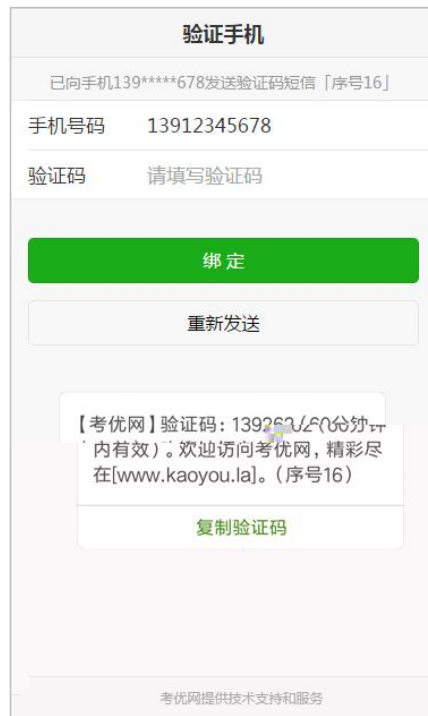 验证手机
已向手机139*****678发送验证码短信「序号16」
手机号码 13912345678
验证码 请填写验证码
绑 定
重新发送
【考优网】验证码：
内有效）。欢迎访问考优网，精彩尽
在[www.kaoyou.la]。（序号16）
复制验证码
考优网提供技术支持和服务